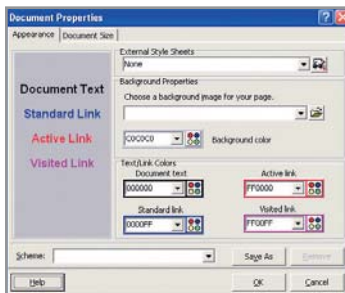 Document Properties
Appearance Document Size
Document Text
Standard Link
Active Link
Visited Link
External Style Sheets
None
Background Properties
Choose a background image for your page.
C0C0C0 Background color
Text/Link Colors
Document text Active link
000000 FF0000
Standard link Visited link
0000FF FF00FF
Scheme: Save As Remove
Help OK Cancel